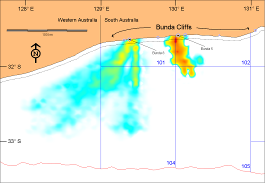 128° E
129° E
130° E
131° E
Western Australia
South Australia
Bunda Cliffs
N
32° S
101
102
33° S
104
105